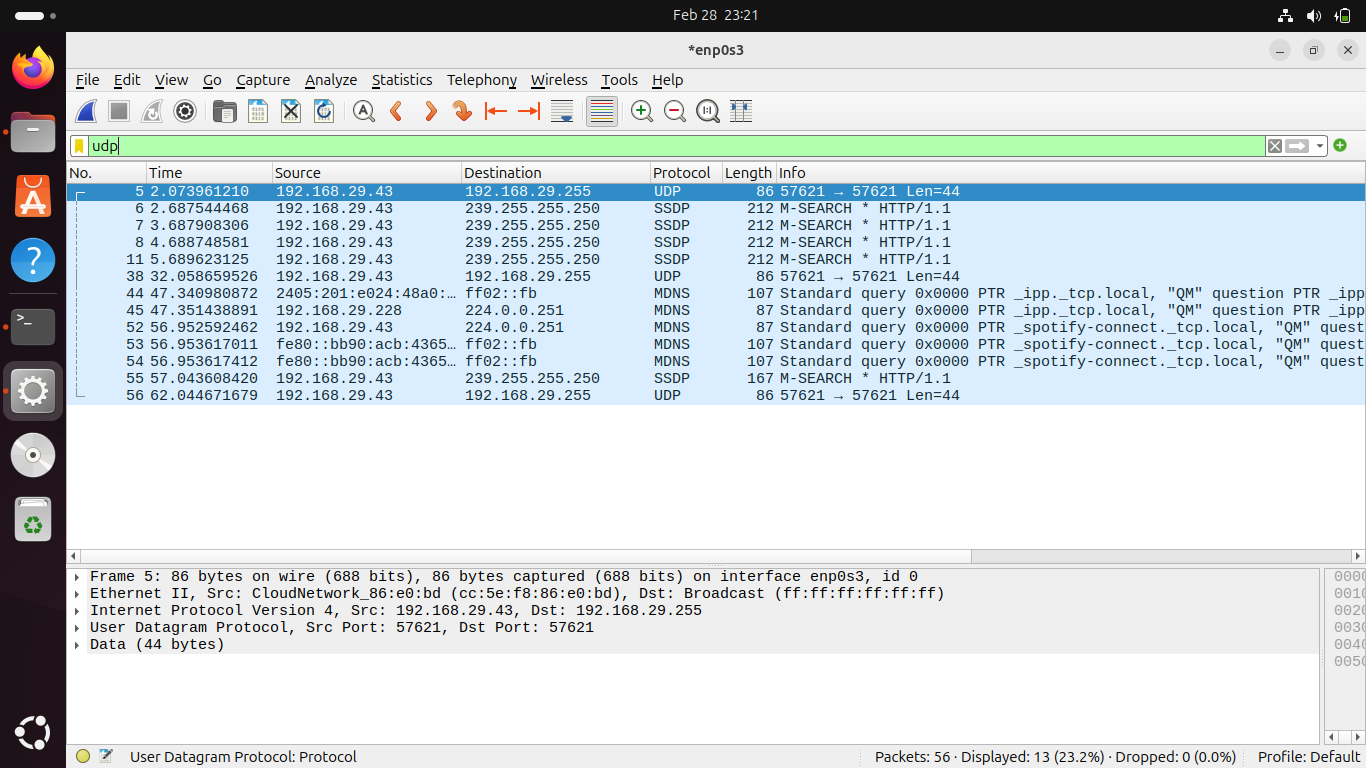 Feb 28 23:21
*enp0s3
File Edit View Go Capture Analyze Statistics Telephony Wireless Tools Help
udp
No. Time Source Destination Protocol Length Info
5 2.073961210 192.168.29.43 192.168.29.255 UDP 86 57621 → 57621 Len=44
6 2.687544468 192.168.29.43 239.255.255.250 SSDP 212 M-SEARCH * HTTP/1.1
7 3.687908306 192.168.29.43 239.255.255.250 SSDP 212 M-SEARCH * HTTP/1.1
8 4.688748581 192.168.29.43 239.255.255.250 SSDP 212 M-SEARCH * HTTP/1.1
11 5.689623125 192.168.29.43 239.255.255.250 SSDP 212 M-SEARCH * HTTP/1.1
38 32.058659526 192.168.29.43 192.168.29.255 UDP 86 57621 → 57621 Len=44
44 47.340980872 2405:201:e024:48a0:… ff02::fb MDNS 107 Standard query 0x0000 PTR _ipp._tcp.local, "QM" question PTR _ipp
45 47.351438891 192.168.29.228 224.0.0.251 MDNS 87 Standard query 0x0000 PTR _ipp._tcp.local, "QM" question PTR _ipp
52 56.952592462 192.168.29.43 224.0.0.251 MDNS 87 Standard query 0x0000 PTR _spotify-connect._tcp.local, "QM" quest
53 56.953617011 fe80::bb90:acb:4365… ff02::fb MDNS 107 Standard query 0x0000 PTR _spotify-connect._tcp.local, "QM" quest
54 56.953617412 fe80::bb90:acb:4365… ff02::fb MDNS 107 Standard query 0x0000 PTR _spotify-connect._tcp.local, "QM" quest
55 57.043608420 192.168.29.43 239.255.255.250 SSDP 167 M-SEARCH * HTTP/1.1
56 62.044671679 192.168.29.43 192.168.29.255 UDP 86 57621 → 57621 Len=44
Frame 5: 86 bytes on wire (688 bits), 86 bytes captured (688 bits) on interface enp0s3, id 0
Ethernet II, Src: CloudNetwork_86:e0:bd (cc:5e:f8:86:e0:bd), Dst: Broadcast (ff:ff:ff:ff:ff:ff)
Internet Protocol Version 4, Src: 192.168.29.43, Dst: 192.168.29.255
User Datagram Protocol, Src Port: 57621, Dst Port: 57621
Data (44 bytes)
0000
0010
0020
0030
0040
0050
User Datagram Protocol: Protocol Packets: 56 · Displayed: 13 (23.2%) · Dropped: 0 (0.0%) Profile: Default